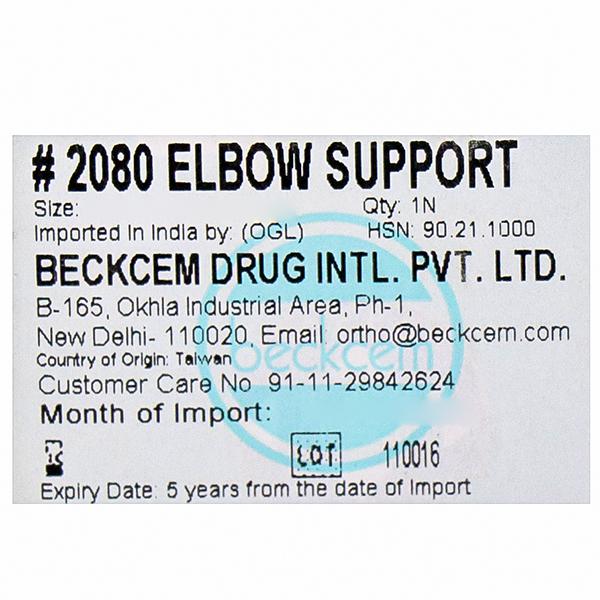 # 2080 ELBOW SUPPORT
Size: Qty: 1N
Imported In India by: (OGL) HSN: 90.21.1000
BECKCEM DRUG INTL. PVT. LTD.
B-165, Okhla Industrial Area, Ph-1,
New Delhi- 110020, Email ortho@beckcem.com
beckcem
Country of Origin: Taiwan
Customer Care No 91-11-29842624
Month of Import:
LOT 110016
Expiry Date: 5 years from the date of Import